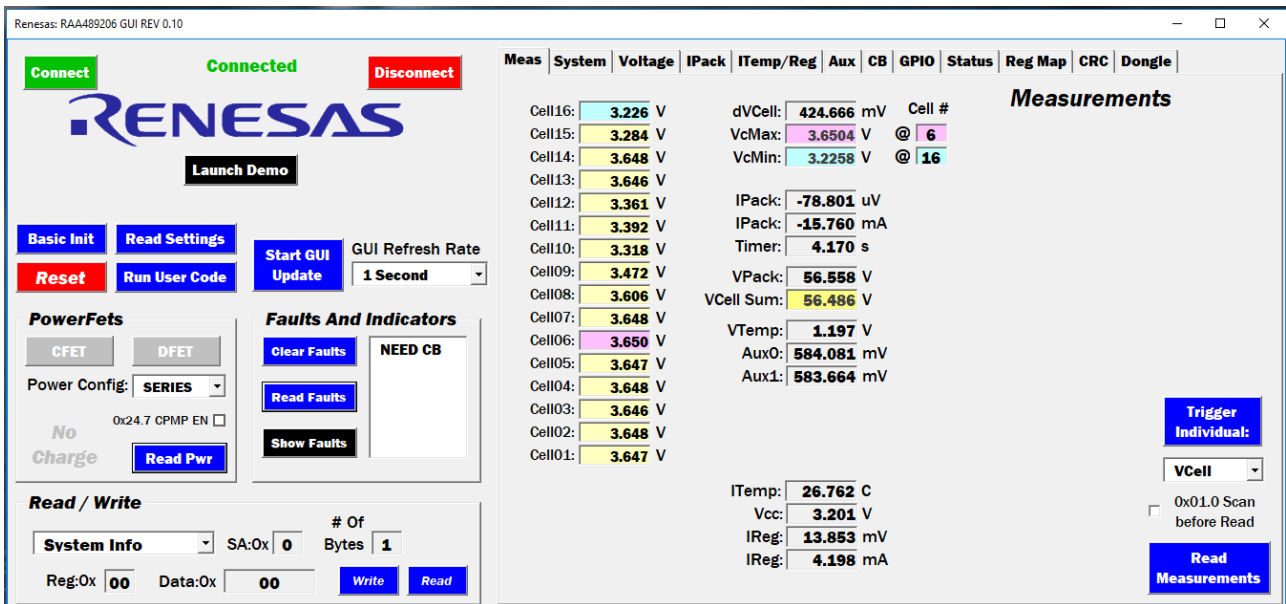 Renesas: RAA489206 GUI REV 0.10
Connect
Connected
Disconnect
RENESAS
Launch Demo
Basic Init
Read Settings
Reset
Run User Code
Start GUI
Update
GUI Refresh Rate
1 Second
PowerFets
CFET
DFET
Power Config: SERIES
0x24.7 CPMP EN
No
Charge
Read Pwr
Faults And Indicators
Clear Faults
Read Faults
Show Faults
NEED CB
Read / Write
System Info
SA:0x 0
# Of
Bytes 1
Reg:0x 00
Data:0x 00
Write
Read
Meas System Voltage IPack ITemp/Reg Aux CB GPIO Status Reg Map CRC Dongle
Measurements
Cell16: 3.226 V
Cell15: 3.284 V
Cell14: 3.648 V
Cell13: 3.646 V
Cell12: 3.361 V
Cell11: 3.392 V
Cell10: 3.318 V
Cell09: 3.472 V
Cell08: 3.606 V
Cell07: 3.648 V
Cell06: 3.650 V
Cell05: 3.647 V
Cell04: 3.648 V
Cell03: 3.646 V
Cell02: 3.648 V
Cell01: 3.647 V
dVCell: 424.666 mV Cell #
VcMax: 3.6504 V @ 6
VcMin: 3.2258 V @ 16
IPack: -78.801 uV
IPack: -15.760 mA
Timer: 4.170 s
VPack: 56.558 V
VCell Sum: 56.486 V
VTemp: 1.197 V
Aux0: 584.081 mV
Aux1: 583.664 mV
ITemp: 26.762 C
Vcc: 3.201 V
IReg: 13.853 mV
IReg: 4.198 mA
Trigger
Individual:
VCell
0x01.0 Scan
before Read
Read
Measurements